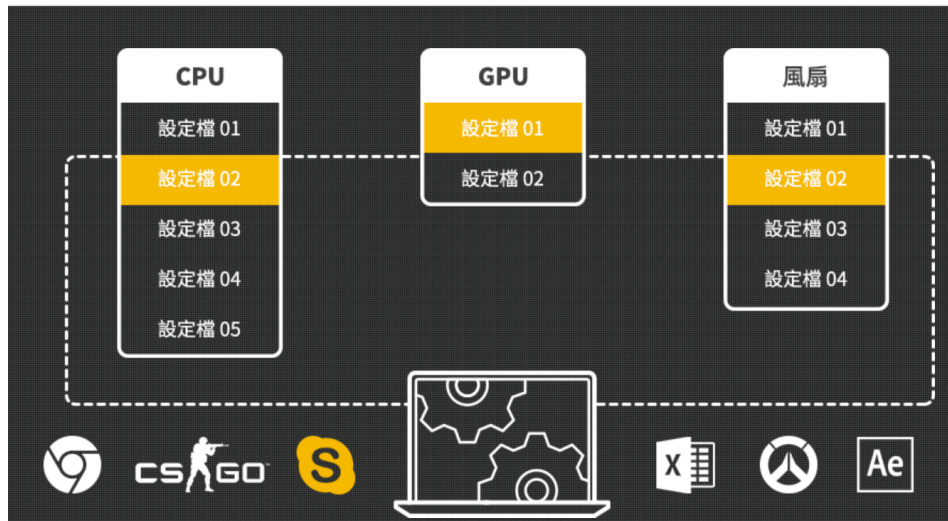 CPU
設定檔 01
設定檔 02
設定檔 03
設定檔 04
設定檔 05
GPU
設定檔 01
設定檔 02
風扇
設定檔 01
設定檔 02
設定檔 03
設定檔 04
CS GO
S
X
Ae